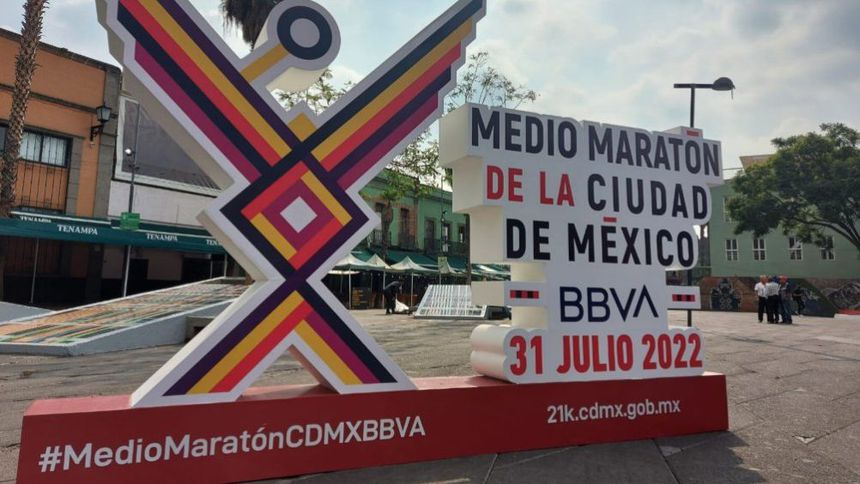 TENAMPA
TENAMPA
TENAMPA
MEDIO MARATÓN
DE LA CIUDAD
DE MÉXICO
BBVA
31 JULIO 2022
#MedioMaratónCDMXBBVA
21k.cdmx.gob.mx